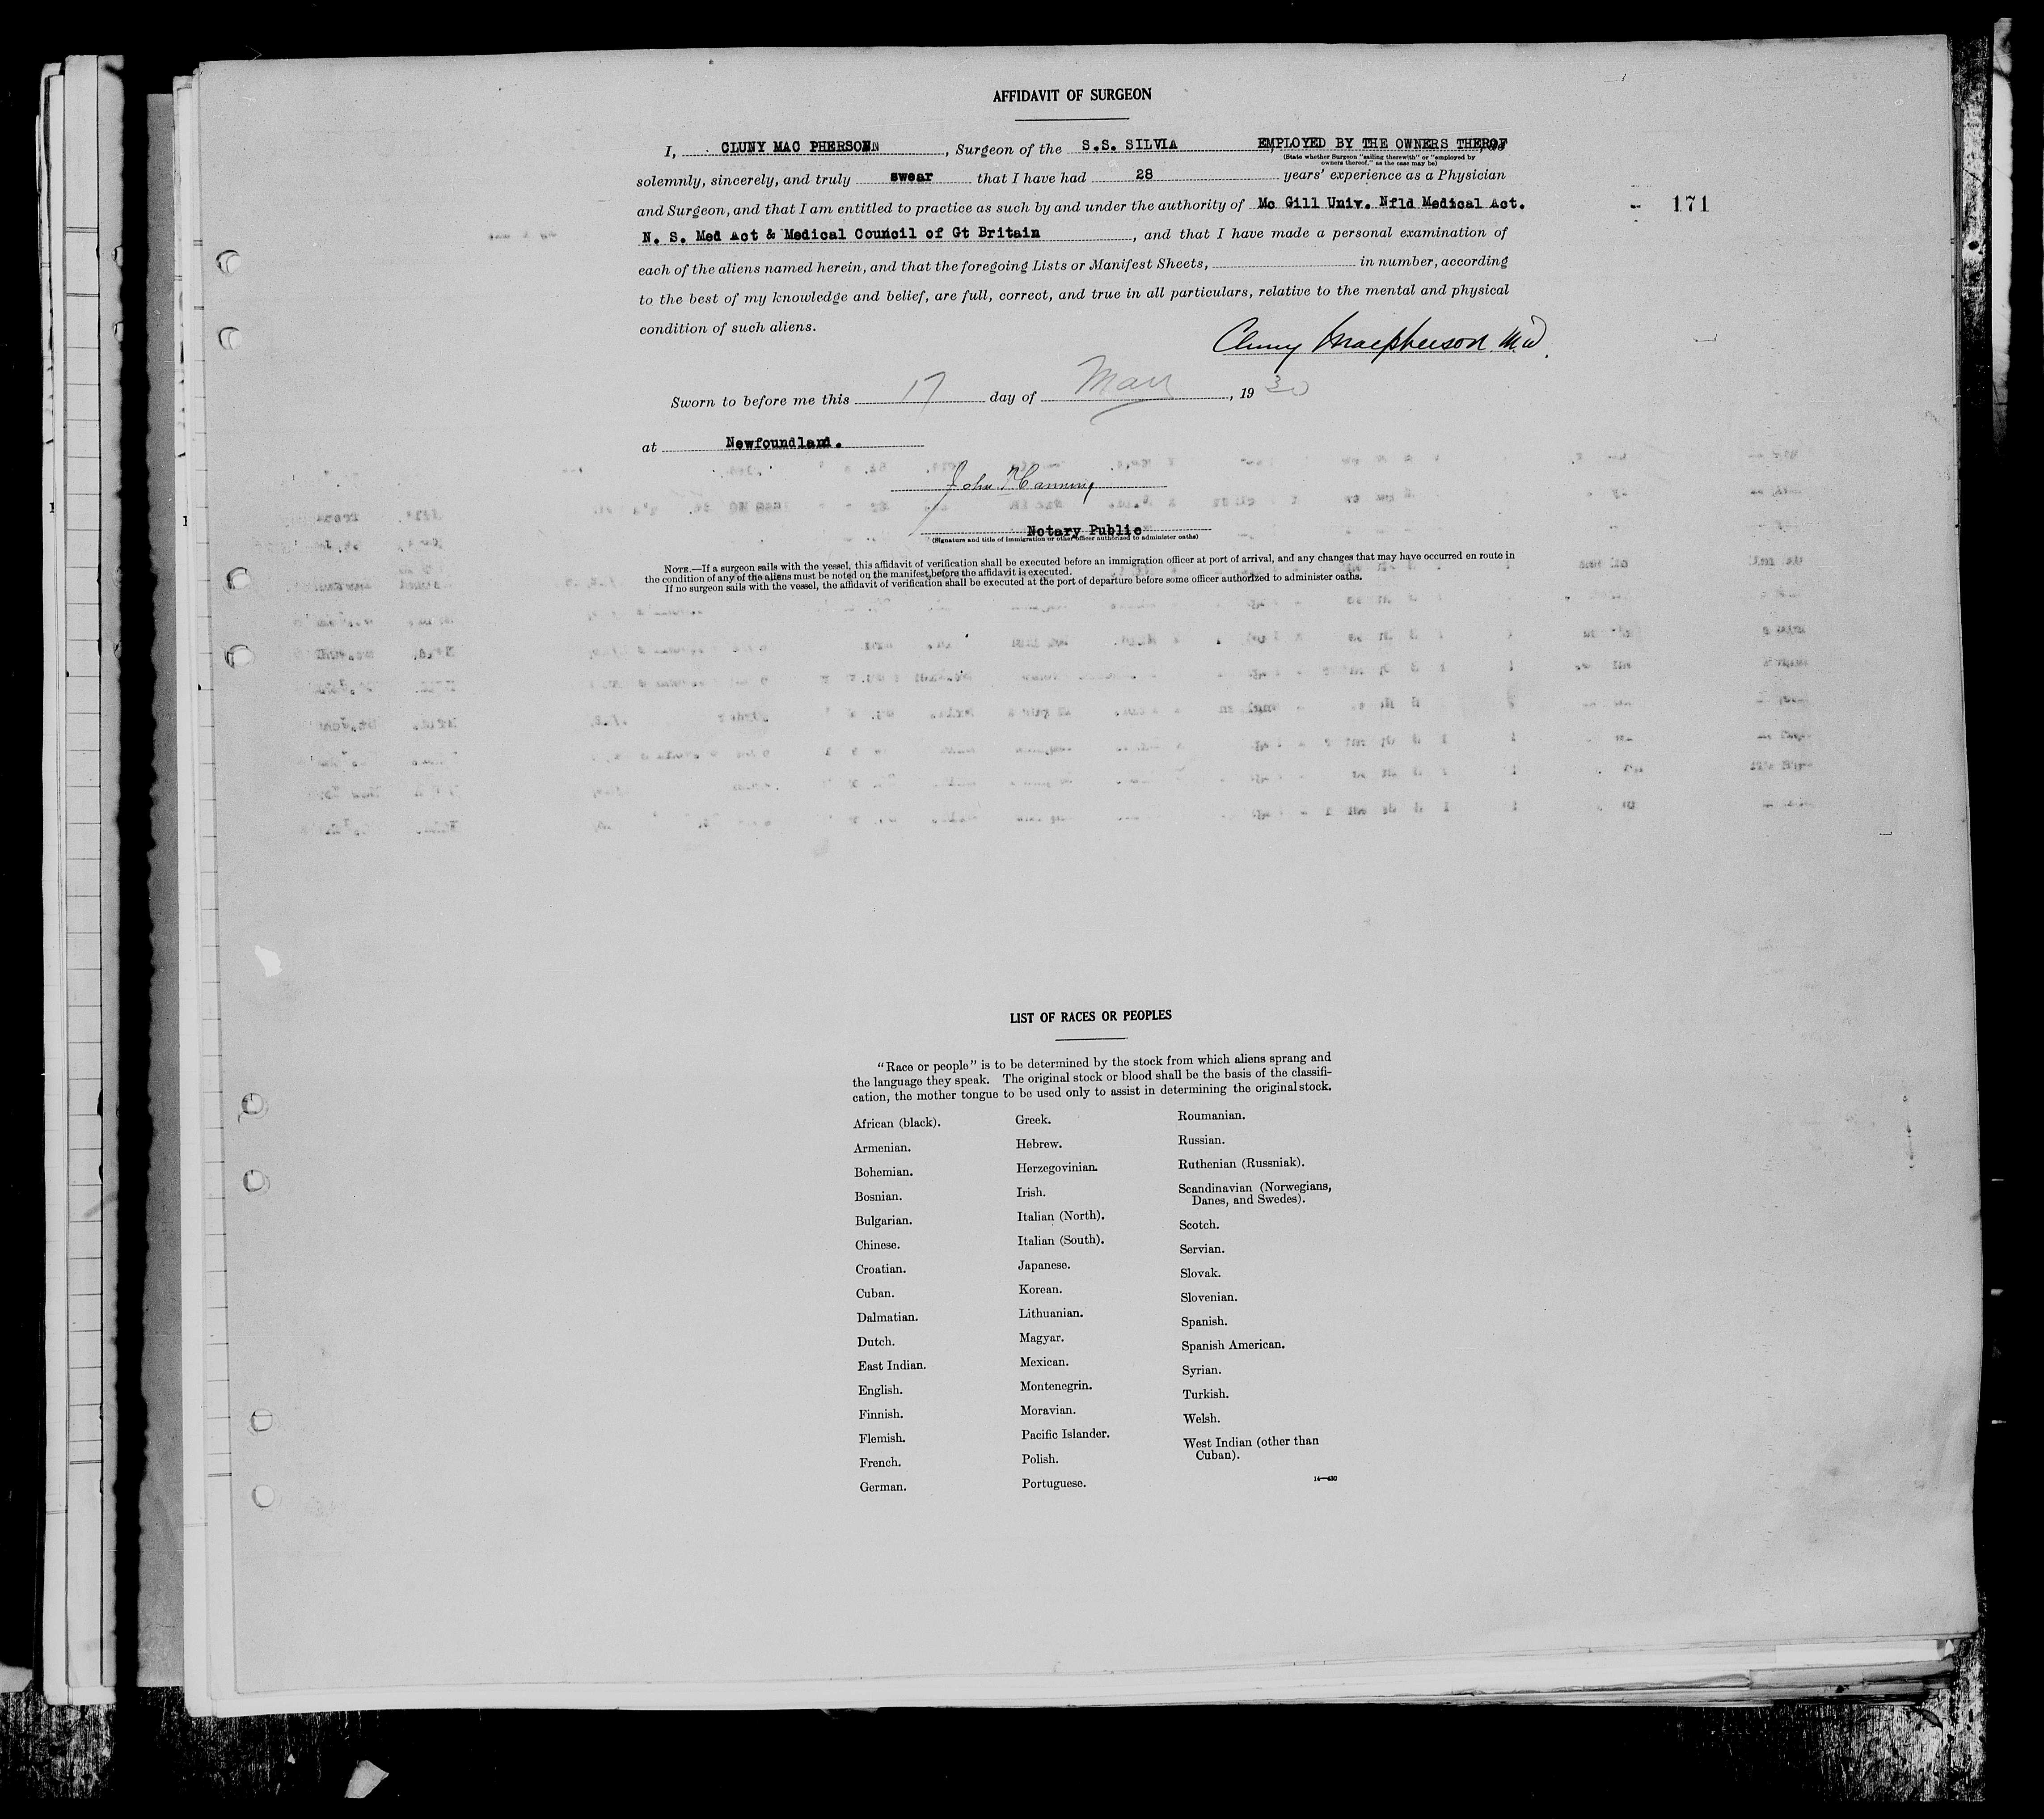 AFFIDAVIT OF SURGEON
I, CLUNY MAC PHERSONN, Surgeon of the S.S. SILVIA EMPLOYED BY THE OWNERS THEROF
(State whether Surgeon "sailing therewith" or "employed by
owners thereof," as the case may be)
solemnly, sincerely, and truly swear that I have had 28 years' experience as a Physician
and Surgeon, and that I am entitled to practice as such by and under the authority of Mc Gill Univ. Nfld Medical Act.
- 171
N. S. Med Act & Medical Council of Gt Britain, and that I have made a personal examination of
each of the aliens named herein, and that the foregoing Lists or Manifest Sheets, in number, according
to the best of my knowledge and belief, are full, correct, and true in all particulars, relative to the mental and physical
condition of such aliens.
Cluny Macpherson M.D.
Sworn to before me this 17 day of May, 1930
at Newfoundland.
John Canning
Notary Public
(Signature and title of immigration or other officer authorized to administer oaths)
NOTE.—If a surgeon sails with the vessel, this affidavit of verification shall be executed before an immigration officer at port of arrival, and any changes that may have occurred en route in
the condition of any of the aliens must be noted on the manifest before the affidavit is executed.
If no surgeon sails with the vessel, the affidavit of verification shall be executed at the port of departure before some officer authorized to administer oaths.
LIST OF RACES OR PEOPLES
"Race or people" is to be determined by the stock from which aliens sprang and
the language they speak. The original stock or blood shall be the basis of the classifi-
cation, the mother tongue to be used only to assist in determining the original stock.
African (black).
Armenian.
Bohemian.
Bosnian.
Bulgarian.
Chinese.
Croatian.
Cuban.
Dalmatian.
Dutch.
East Indian.
English.
Finnish.
Flemish.
French.
German.
Greek.
Hebrew.
Herzegovinian.
Irish.
Italian (North).
Italian (South).
Japanese.
Korean.
Lithuanian.
Magyar.
Mexican.
Montenegrin.
Moravian.
Pacific Islander.
Polish.
Portuguese.
Roumanian.
Russian.
Ruthenian (Russniak).
Scandinavian (Norwegians,
Danes, and Swedes).
Scotch.
Servian.
Slovak.
Slovenian.
Spanish.
Spanish American.
Syrian.
Turkish.
Welsh.
West Indian (other than
Cuban).
14—430